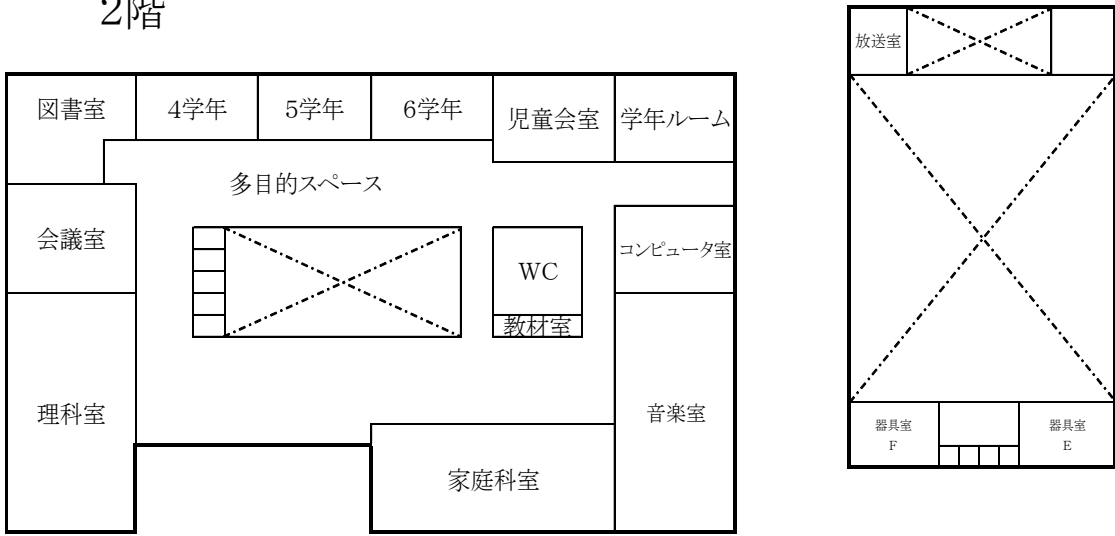 2階
図書室
4学年
5学年
6学年
児童会室
学年ルーム
多目的スペース
会議室
WC
教材室
コンピュータ室
理科室
音楽室
家庭科室
放送室
器具室
F
器具室
E